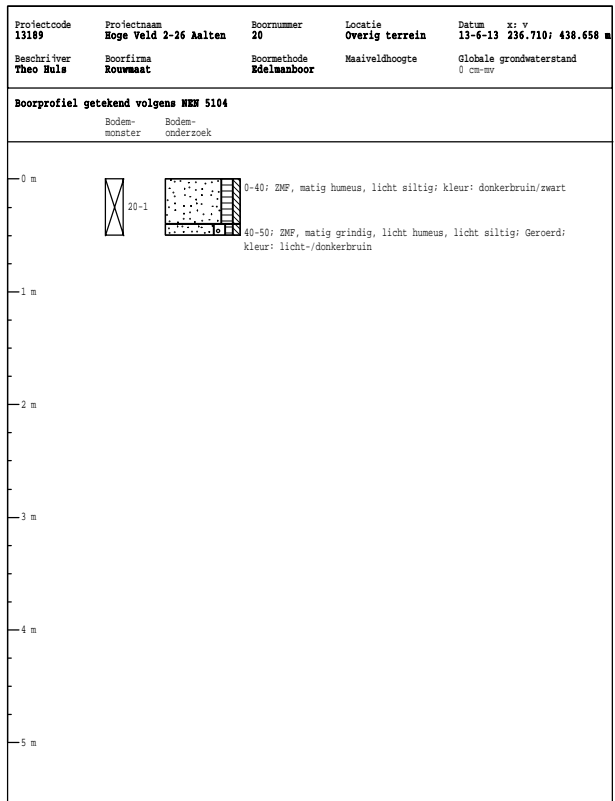 Projectcode Projectnaam Boornummer Locatie Datum x: y
13189 Hoge Veld 2-26 Aalten 20 Overig terrein 13-6-13 236.710; 438.658 m
Beschrijver Boorfirma Boormethode Maaiveldhoogte Globale grondwaterstand
Theo Huls Rouwmaat Edelmanboor 0 cm-mv
Boorprofiel getekend volgens NEN 5104
Bodem- Bodem-
monster onderzoek
0 m
0-40; ZMF, matig humeus, licht siltig; kleur: donkerbruin/zwart
20-1
40-50; ZMF, matig grindig, licht humeus, licht siltig; Geroerd;
kleur: licht-/donkerbruin
1 m
2 m
3 m
4 m
5 m